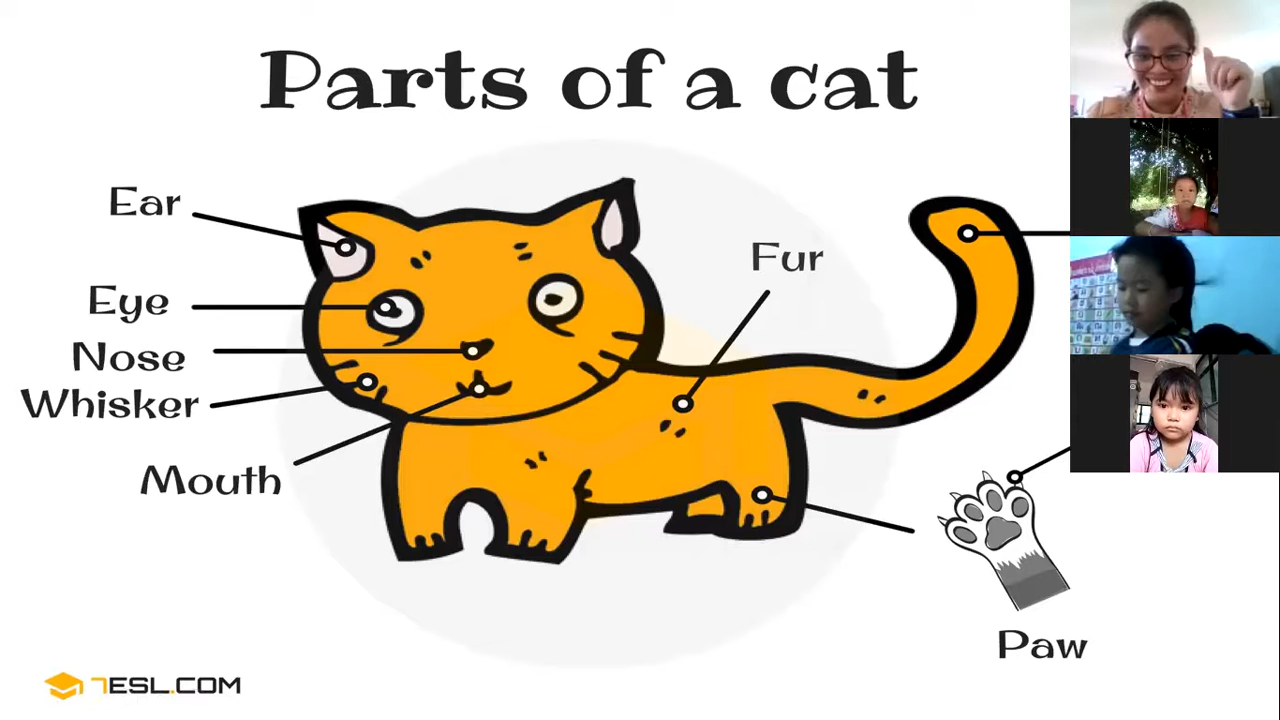 Parts of a cat
Ear
Fur
Eye
Nose
Whisker
Mouth
Paw
7ESL.COM